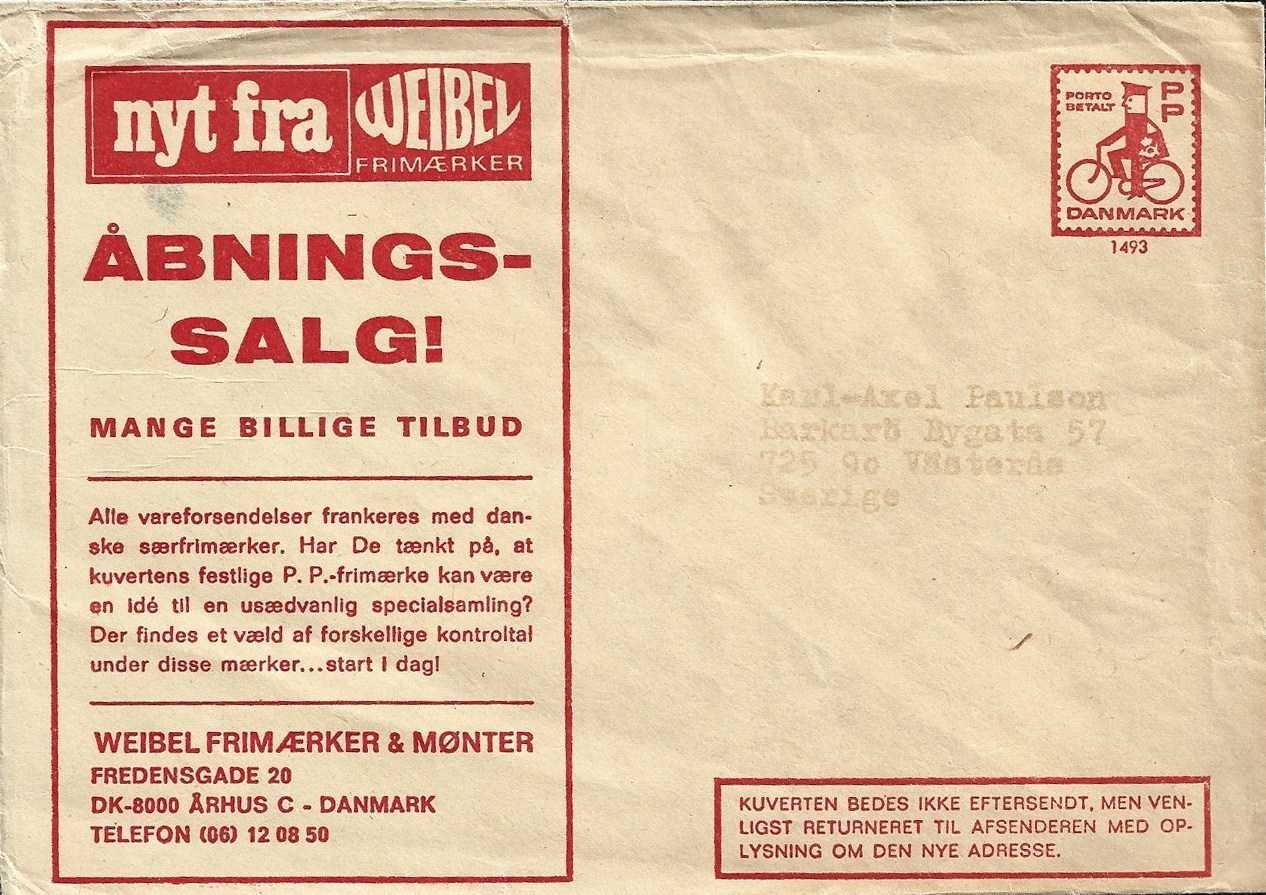 nyt fra WEIBEL
FRIMÆRKER
ÅBNINGS-
SALG!
MANGE BILLIGE TILBUD
Alle vareforsendelser frankeres med dan-
ske særfrimærker. Har De tænkt på, at
kuvertens festlige P. P.-frimærke kan være
en idé til en usædvanlig specialsamling?
Der findes et væld af forskellige kontroltal
under disse mærker...start i dag!
WEIBEL FRIMÆRKER & MØNTER
FREDENSGADE 20
DK-8000 ÅRHUS C - DANMARK
TELEFON (06) 12 08 50
PORTO P
BETALT P
DANMARK
1493
Karl-Axel Paulson
Barkarö Bygata 57
725 90 Västerås
Sverige
KUVERTEN BEDES IKKE EFTERSENDT, MEN VEN-
LIGST RETURNERET TIL AFSENDEREN MED OP-
LYSNING OM DEN NYE ADRESSE.